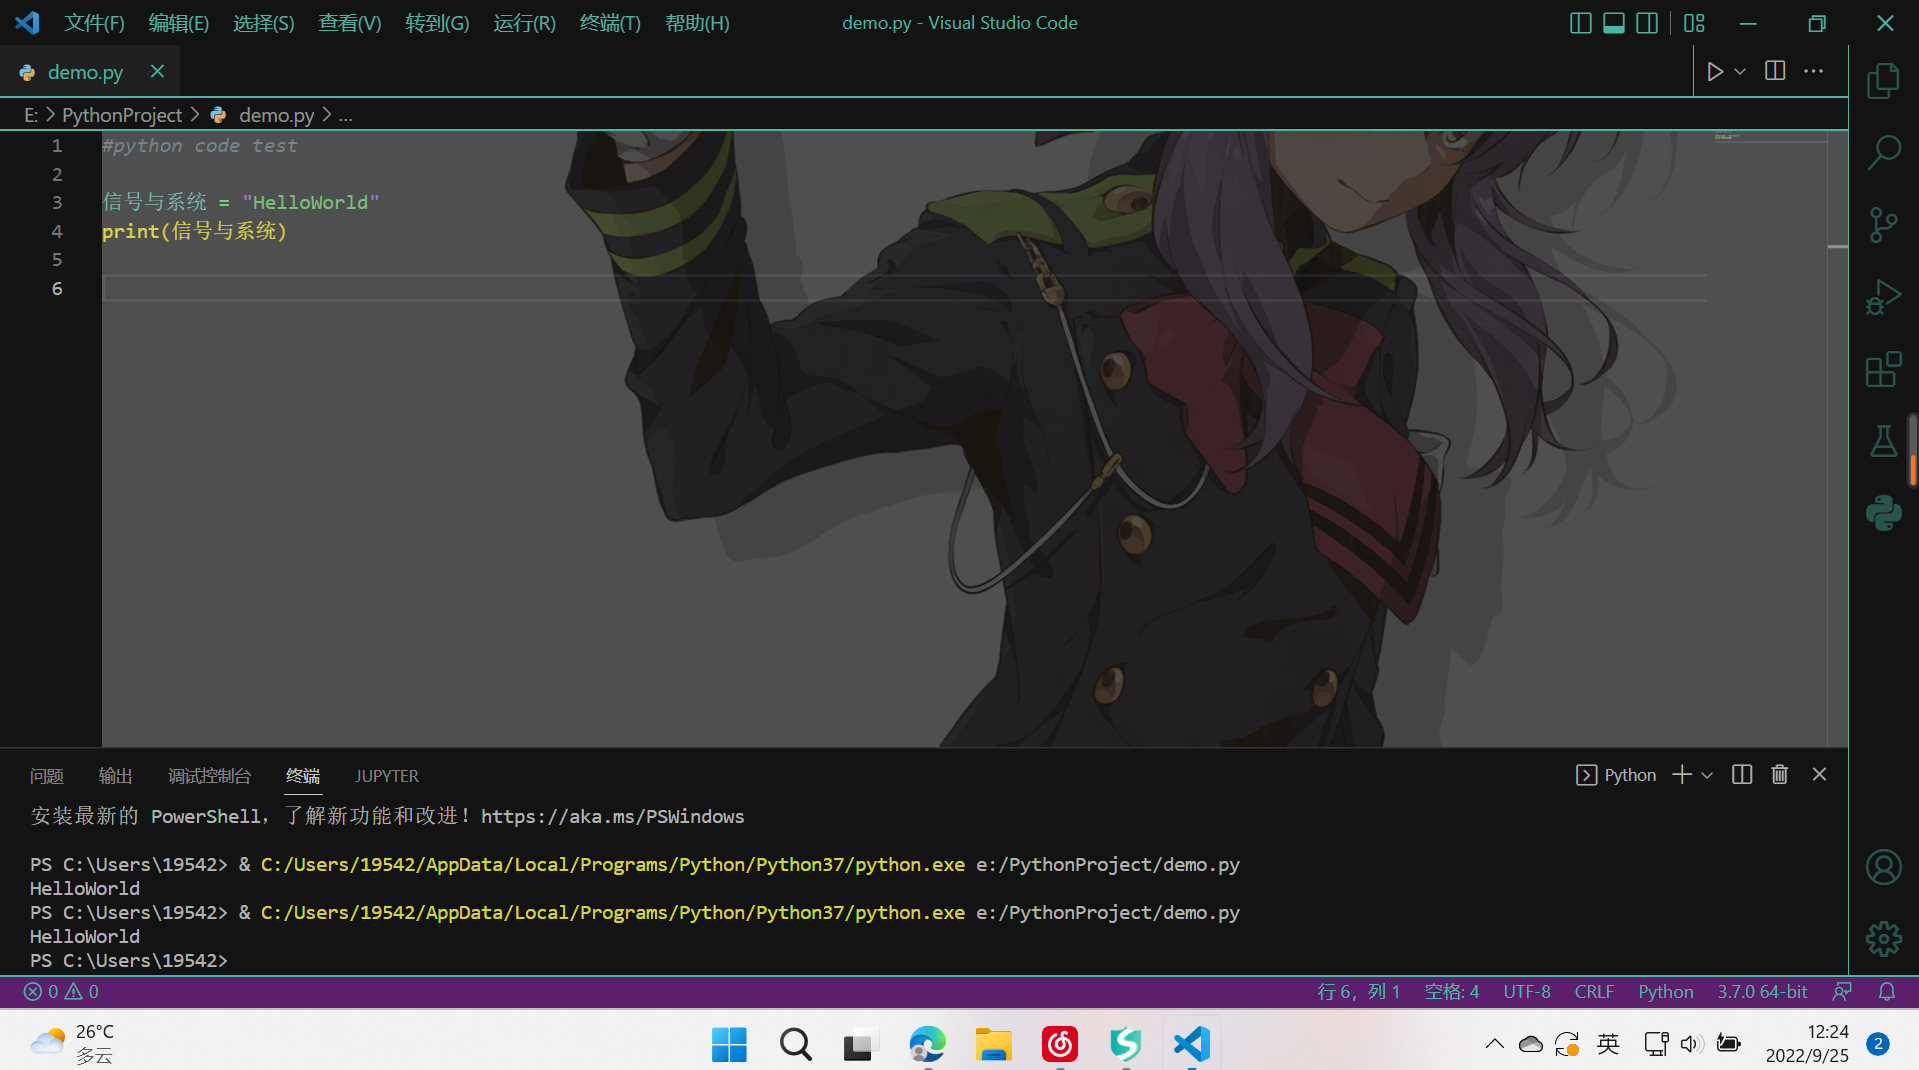 文件(F) 编辑(E) 选择(S) 查看(V) 转到(G) 运行(R) 终端(T) 帮助(H) demo.py - Visual Studio Code
demo.py
E: > PythonProject > demo.py > ...
1 #python code test
2
3 信号与系统 = "HelloWorld"
4 print(信号与系统)
5
6
问题 输出 调试控制台 终端 JUPYTER Python
安装最新的 PowerShell，了解新功能和改进！https://aka.ms/PSWindows
PS C:\Users\19542> & C:/Users/19542/AppData/Local/Programs/Python/Python37/python.exe e:/PythonProject/demo.py
HelloWorld
PS C:\Users\19542> & C:/Users/19542/AppData/Local/Programs/Python/Python37/python.exe e:/PythonProject/demo.py
HelloWorld
PS C:\Users\19542>
0 0 行 6，列 1 空格: 4 UTF-8 CRLF Python 3.7.0 64-bit
26°C
多云
英
12:24
2022/9/25
2